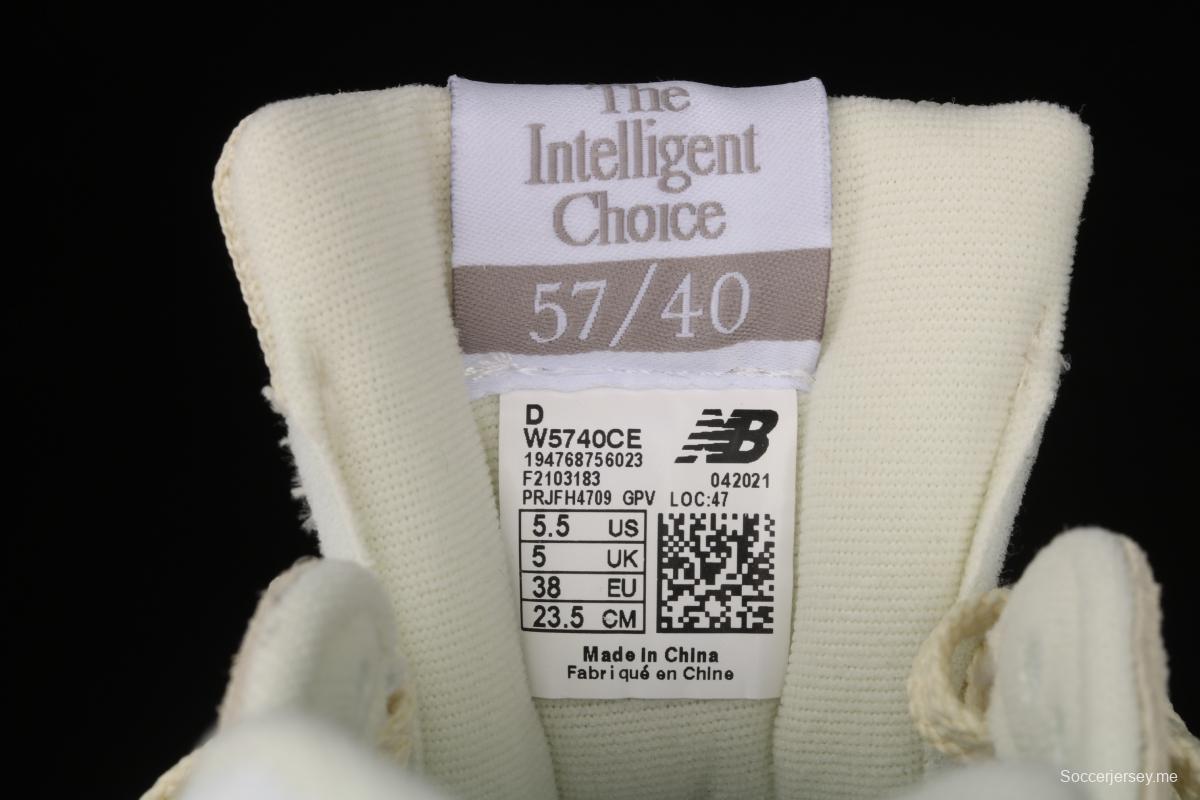 The
Intelligent
Choice
57/40
D
W5740CE
NB
194768756023
F2103183 042021
PRJFH4709 GPV LOC:47
5.5 US
5 UK
38 EU
23.5 CM
Made in China
Fabriqué en Chine
Soccerjersey.me